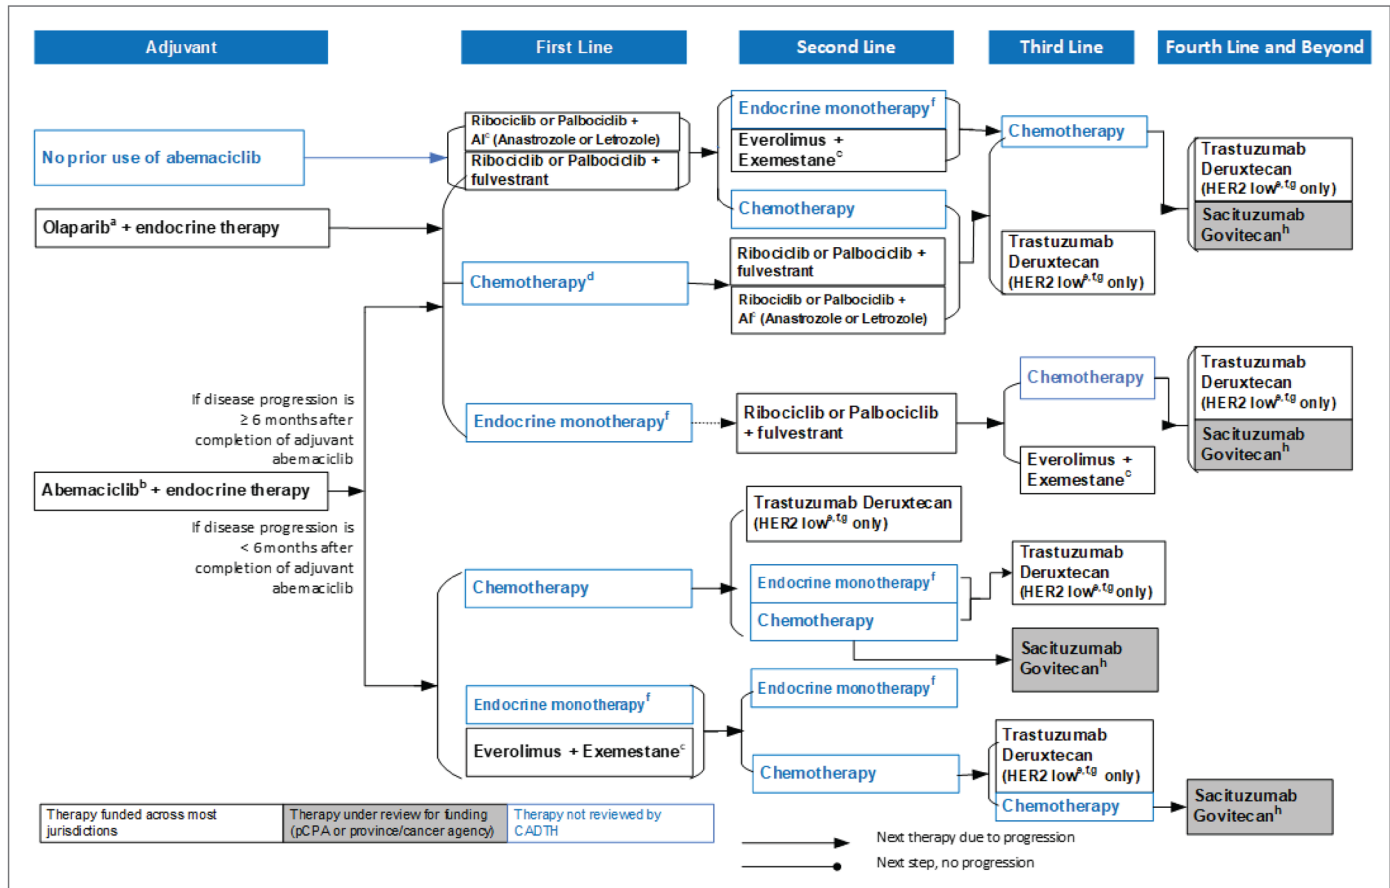 Adjuvant
First Line
Second Line
Third Line
Fourth Line and Beyond
No prior use of abemaciclib
Olaparibᵃ + endocrine therapy
If disease progression is
≥ 6 months after
completion of adjuvant
abemaciclib
Abemaciclibᵇ + endocrine therapy
If disease progression is
< 6 months after
completion of adjuvant
abemaciclib
Ribociclib or Palbociclib +
AIᶜ (Anastrozole or Letrozole)
Ribociclib or Palbociclib +
fulvestrant
Chemotherapyᵈ
Endocrine monotherapyᶠ
Chemotherapy
Endocrine monotherapyᶠ
Everolimus + Exemestaneᶜ
Endocrine monotherapyᶠ
Everolimus +
Exemestaneᶜ
Chemotherapy
Ribociclib or Palbociclib +
fulvestrant
Ribociclib or Palbociclib +
AIᶜ (Anastrozole or Letrozole)
Ribociclib or Palbociclib
+ fulvestrant
Trastuzumab Deruxtecan
(HER2 lowᵉ,ᶠ,ᵍ only)
Endocrine monotherapyᶠ
Chemotherapy
Endocrine monotherapyᶠ
Chemotherapy
Chemotherapy
Trastuzumab
Deruxtecan
(HER2 lowᵉ,ᶠ,ᵍ only)
Chemotherapy
Everolimus +
Exemestaneᶜ
Trastuzumab
Deruxtecan
(HER2 lowᵉ,ᶠ,ᵍ only)
Sacituzumab
Govitecanʰ
Trastuzumab
Deruxtecan
(HER2 lowᵉ,ᶠ,ᵍ only)
Chemotherapy
Trastuzumab
Deruxtecan
(HER2 lowᵉ,ᶠ,ᵍ only)
Sacituzumab
Govitecanʰ
Trastuzumab
Deruxtecan
(HER2 lowᵉ,ᶠ,ᵍ only)
Sacituzumab
Govitecanʰ
Sacituzumab
Govitecanʰ
Therapy funded across most
jurisdictions
Therapy under review for funding
(pCPA or province/cancer agency)
Therapy not reviewed by
CADTH
Next therapy due to progression
Next step, no progression